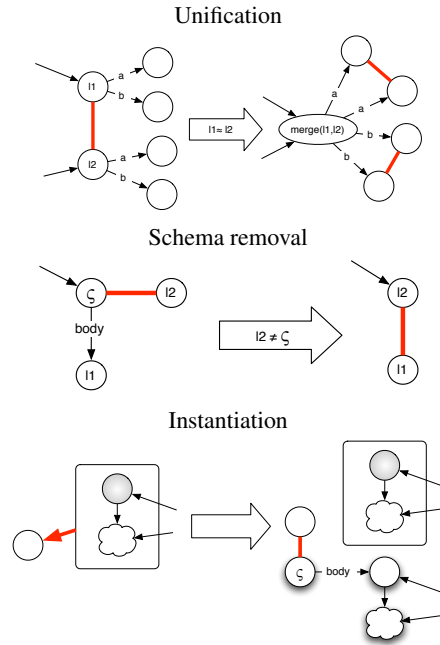 Unification
l1
a
b
l2
a
b
l1≈ l2
merge(l1,l2)
a
a
b
b
Schema removal
ς
l2
body
l1
l2 ≠ ς
l2
l1
Instantiation
ς
body